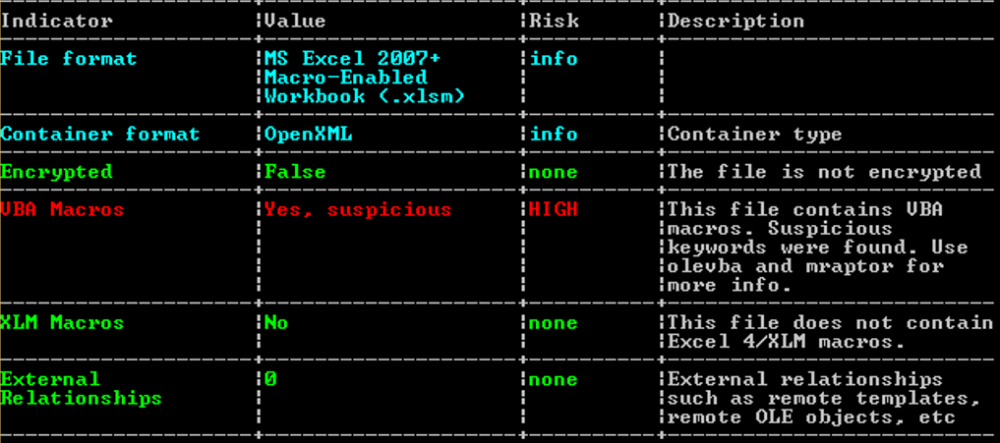 Indicator |Value |Risk |Description
File format |MS Excel 2007+ |info |
|Macro-Enabled | |
|Workbook (.xlsm) | |
Container format |OpenXML |info |Container type
Encrypted |False |none |The file is not encrypted
VBA Macros |Yes, suspicious |HIGH |This file contains VBA
| | |macros. Suspicious
| | |keywords were found. Use
| | |olevba and mraptor for
| | |more info.
XLM Macros |No |none |This file does not contain
| | |Excel 4/XLM macros.
External |0 |none |External relationships
Relationships | | |such as remote templates,
| | |remote OLE objects, etc